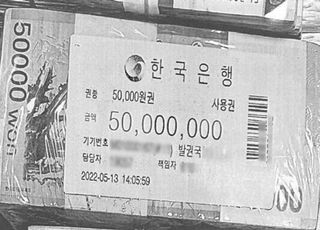 한국은행
권종 50,000원권 사용권
금액 50,000,000
기기번호 발권국
담당자 책임자
2022-05-13 14:05:59
50000 WON